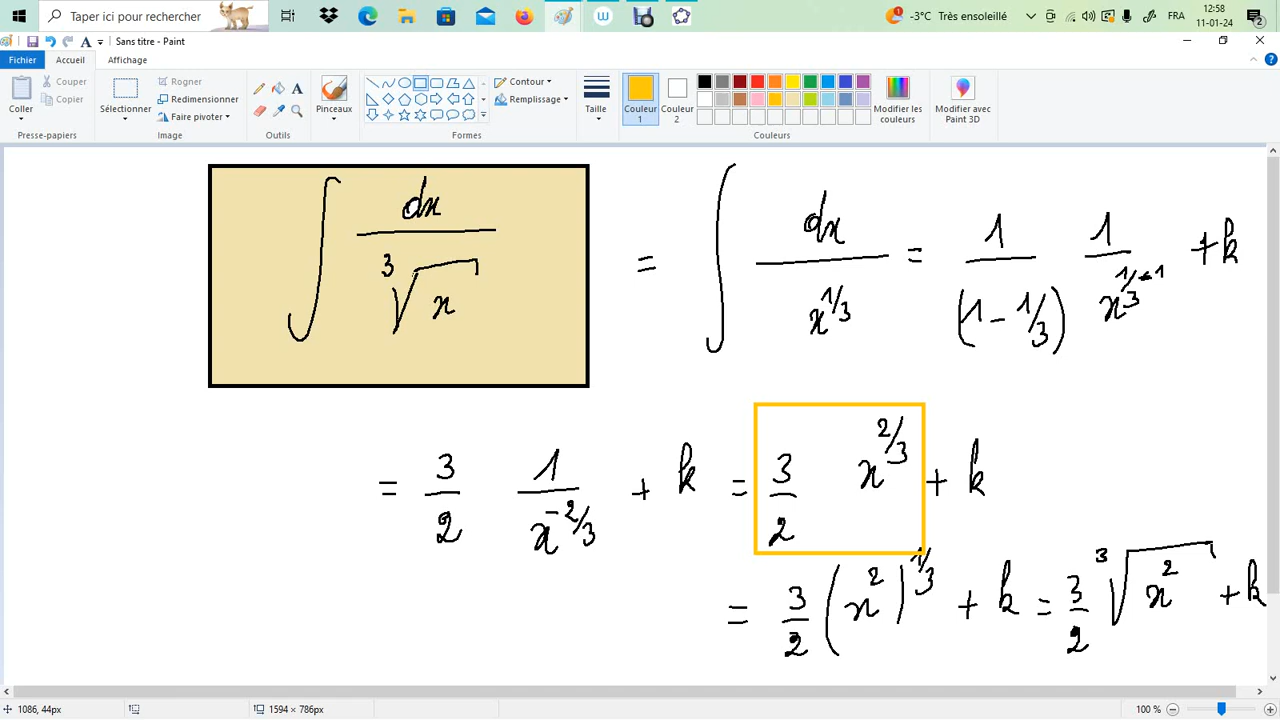 Taper ici pour rechercher
-3°C Très ensoleillé
FRA
12:58
11-01-24
2
Sans titre - Paint
Fichier Accueil Affichage
Coller
Couper
Copier
Presse-papiers
Sélectionner
Rogner
Redimensionner
Faire pivoter
Image
A
Outils
Pinceaux
Formes
Contour
Remplissage
Taille
Couleur 1
Couleur 2
Couleurs
Modifier les couleurs
Modifier avec Paint 3D
∫ dx / ∛x = ∫ dx / x^1/3 = 1 / (1 - 1/3) 1 / x^1/3-1 + k
= 3/2 1 / x^-2/3 + k = 3/2 x^2/3 + k
= 3/2 (x^2)^1/3 + k = 3/2 ∛x^2 + k
1086, 44px
1594 × 786px
100 %